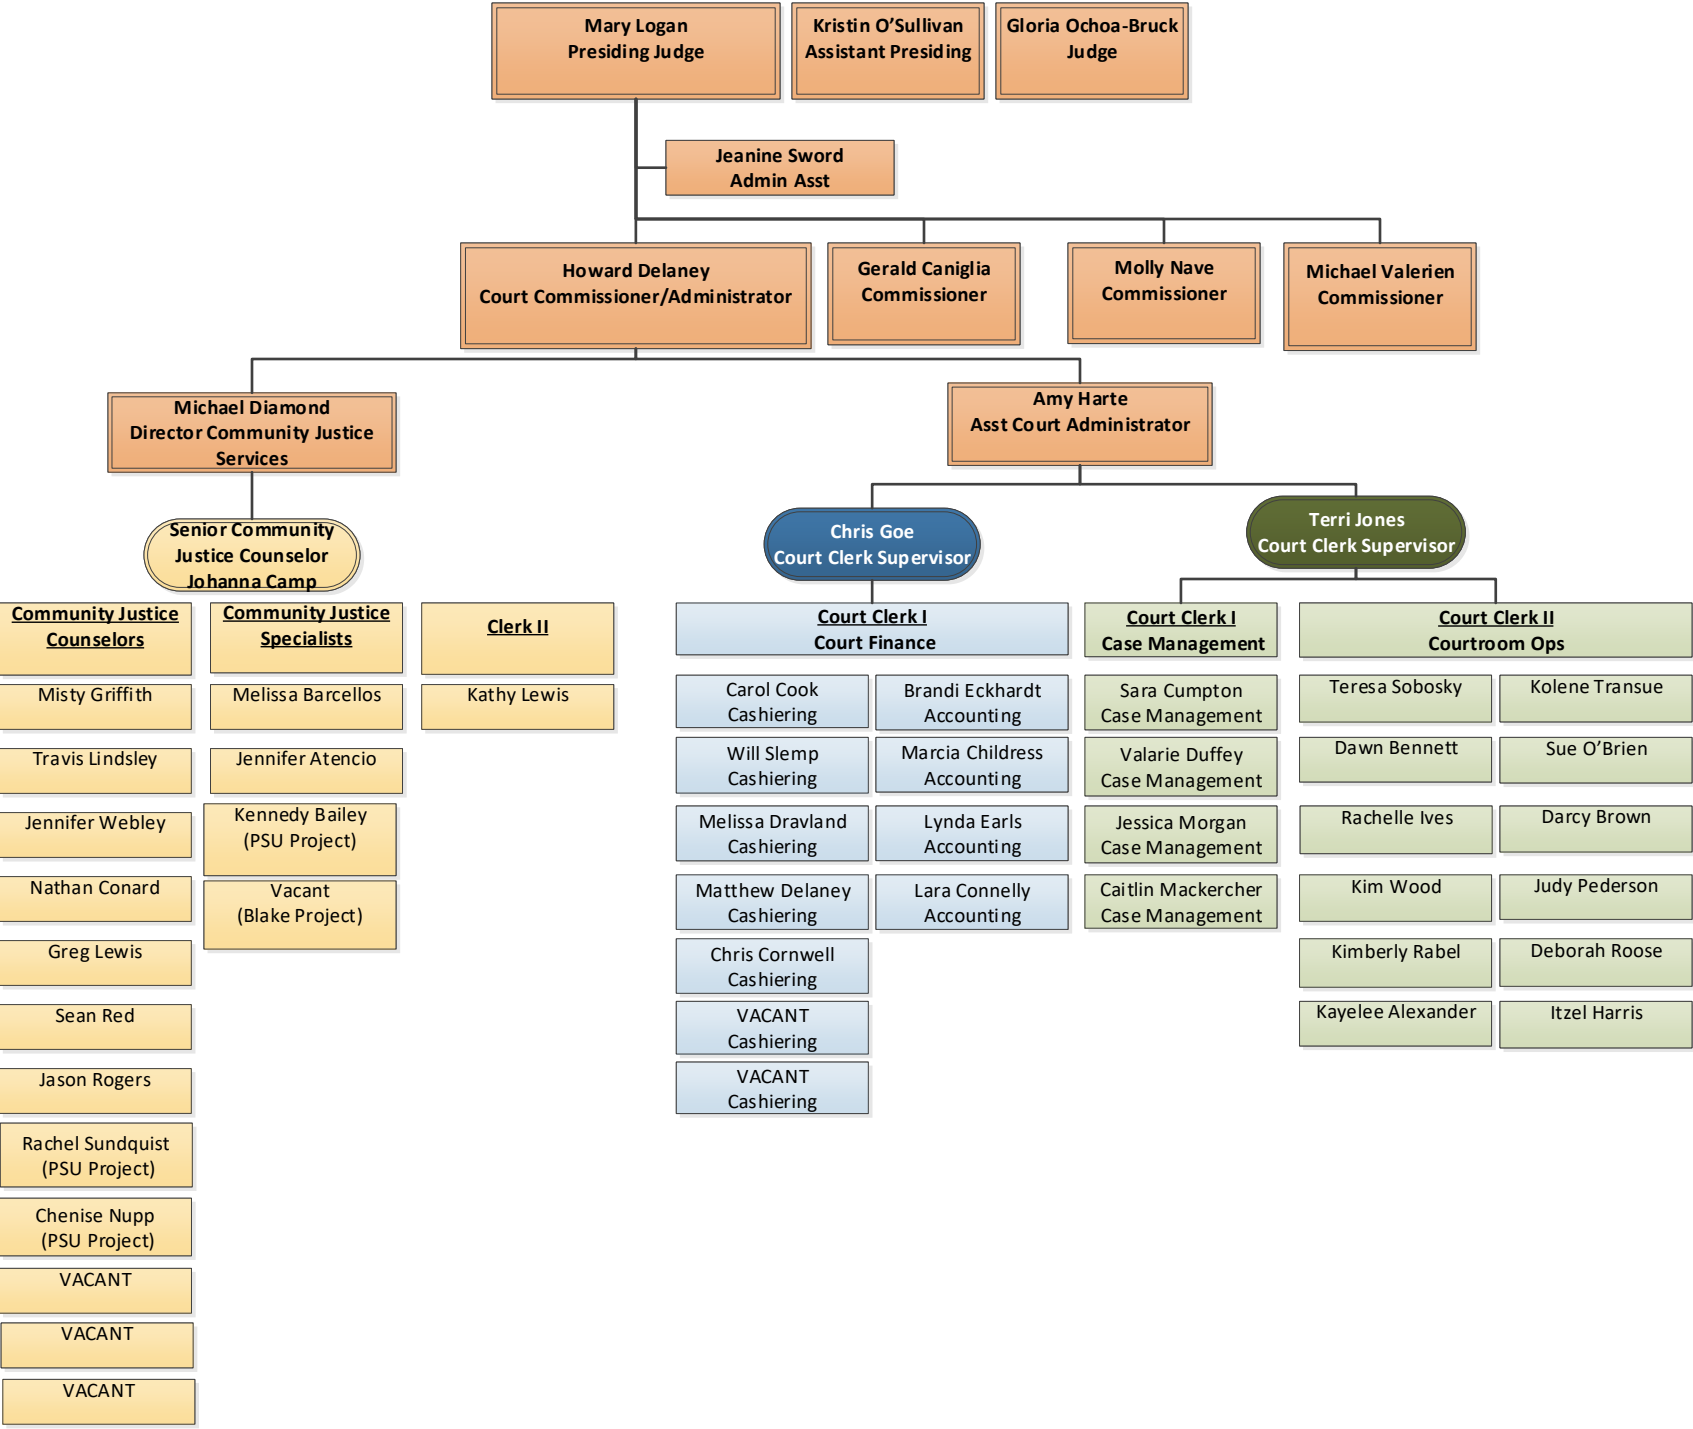 Mary Logan
Presiding Judge
Kristin O’Sullivan
Assistant Presiding
Gloria Ochoa-Bruck
Judge
Jeanine Sword
Admin Asst
Howard Delaney
Court Commissioner/Administrator
Gerald Caniglia
Commissioner
Molly Nave
Commissioner
Michael Valerien
Commissioner
Michael Diamond
Director Community Justice
Services
Amy Harte
Asst Court Administrator
Senior Community
Justice Counselor
Johanna Camp
Chris Goe
Court Clerk Supervisor
Terri Jones
Court Clerk Supervisor
Community Justice
Counselors
Misty Griffith
Travis Lindsley
Jennifer Webley
Nathan Conard
Greg Lewis
Sean Red
Jason Rogers
Rachel Sundquist
(PSU Project)
Chenise Nupp
(PSU Project)
VACANT
VACANT
VACANT
Community Justice
Specialists
Melissa Barcellos
Jennifer Atencio
Kennedy Bailey
(PSU Project)
Vacant
(Blake Project)
Clerk II
Kathy Lewis
Court Clerk I
Court Finance
Carol Cook
Cashiering
Will Slemp
Cashiering
Melissa Dravland
Cashiering
Matthew Delaney
Cashiering
Chris Cornwell
Cashiering
VACANT
Cashiering
VACANT
Cashiering
Brandi Eckhardt
Accounting
Marcia Childress
Accounting
Lynda Earls
Accounting
Lara Connelly
Accounting
Court Clerk I
Case Management
Sara Cumpton
Case Management
Valarie Duffey
Case Management
Jessica Morgan
Case Management
Caitlin Mackercher
Case Management
Court Clerk II
Courtroom Ops
Teresa Sobosky
Dawn Bennett
Rachelle Ives
Kim Wood
Kimberly Rabel
Kayelee Alexander
Kolene Transue
Sue O’Brien
Darcy Brown
Judy Pederson
Deborah Roose
Itzel Harris